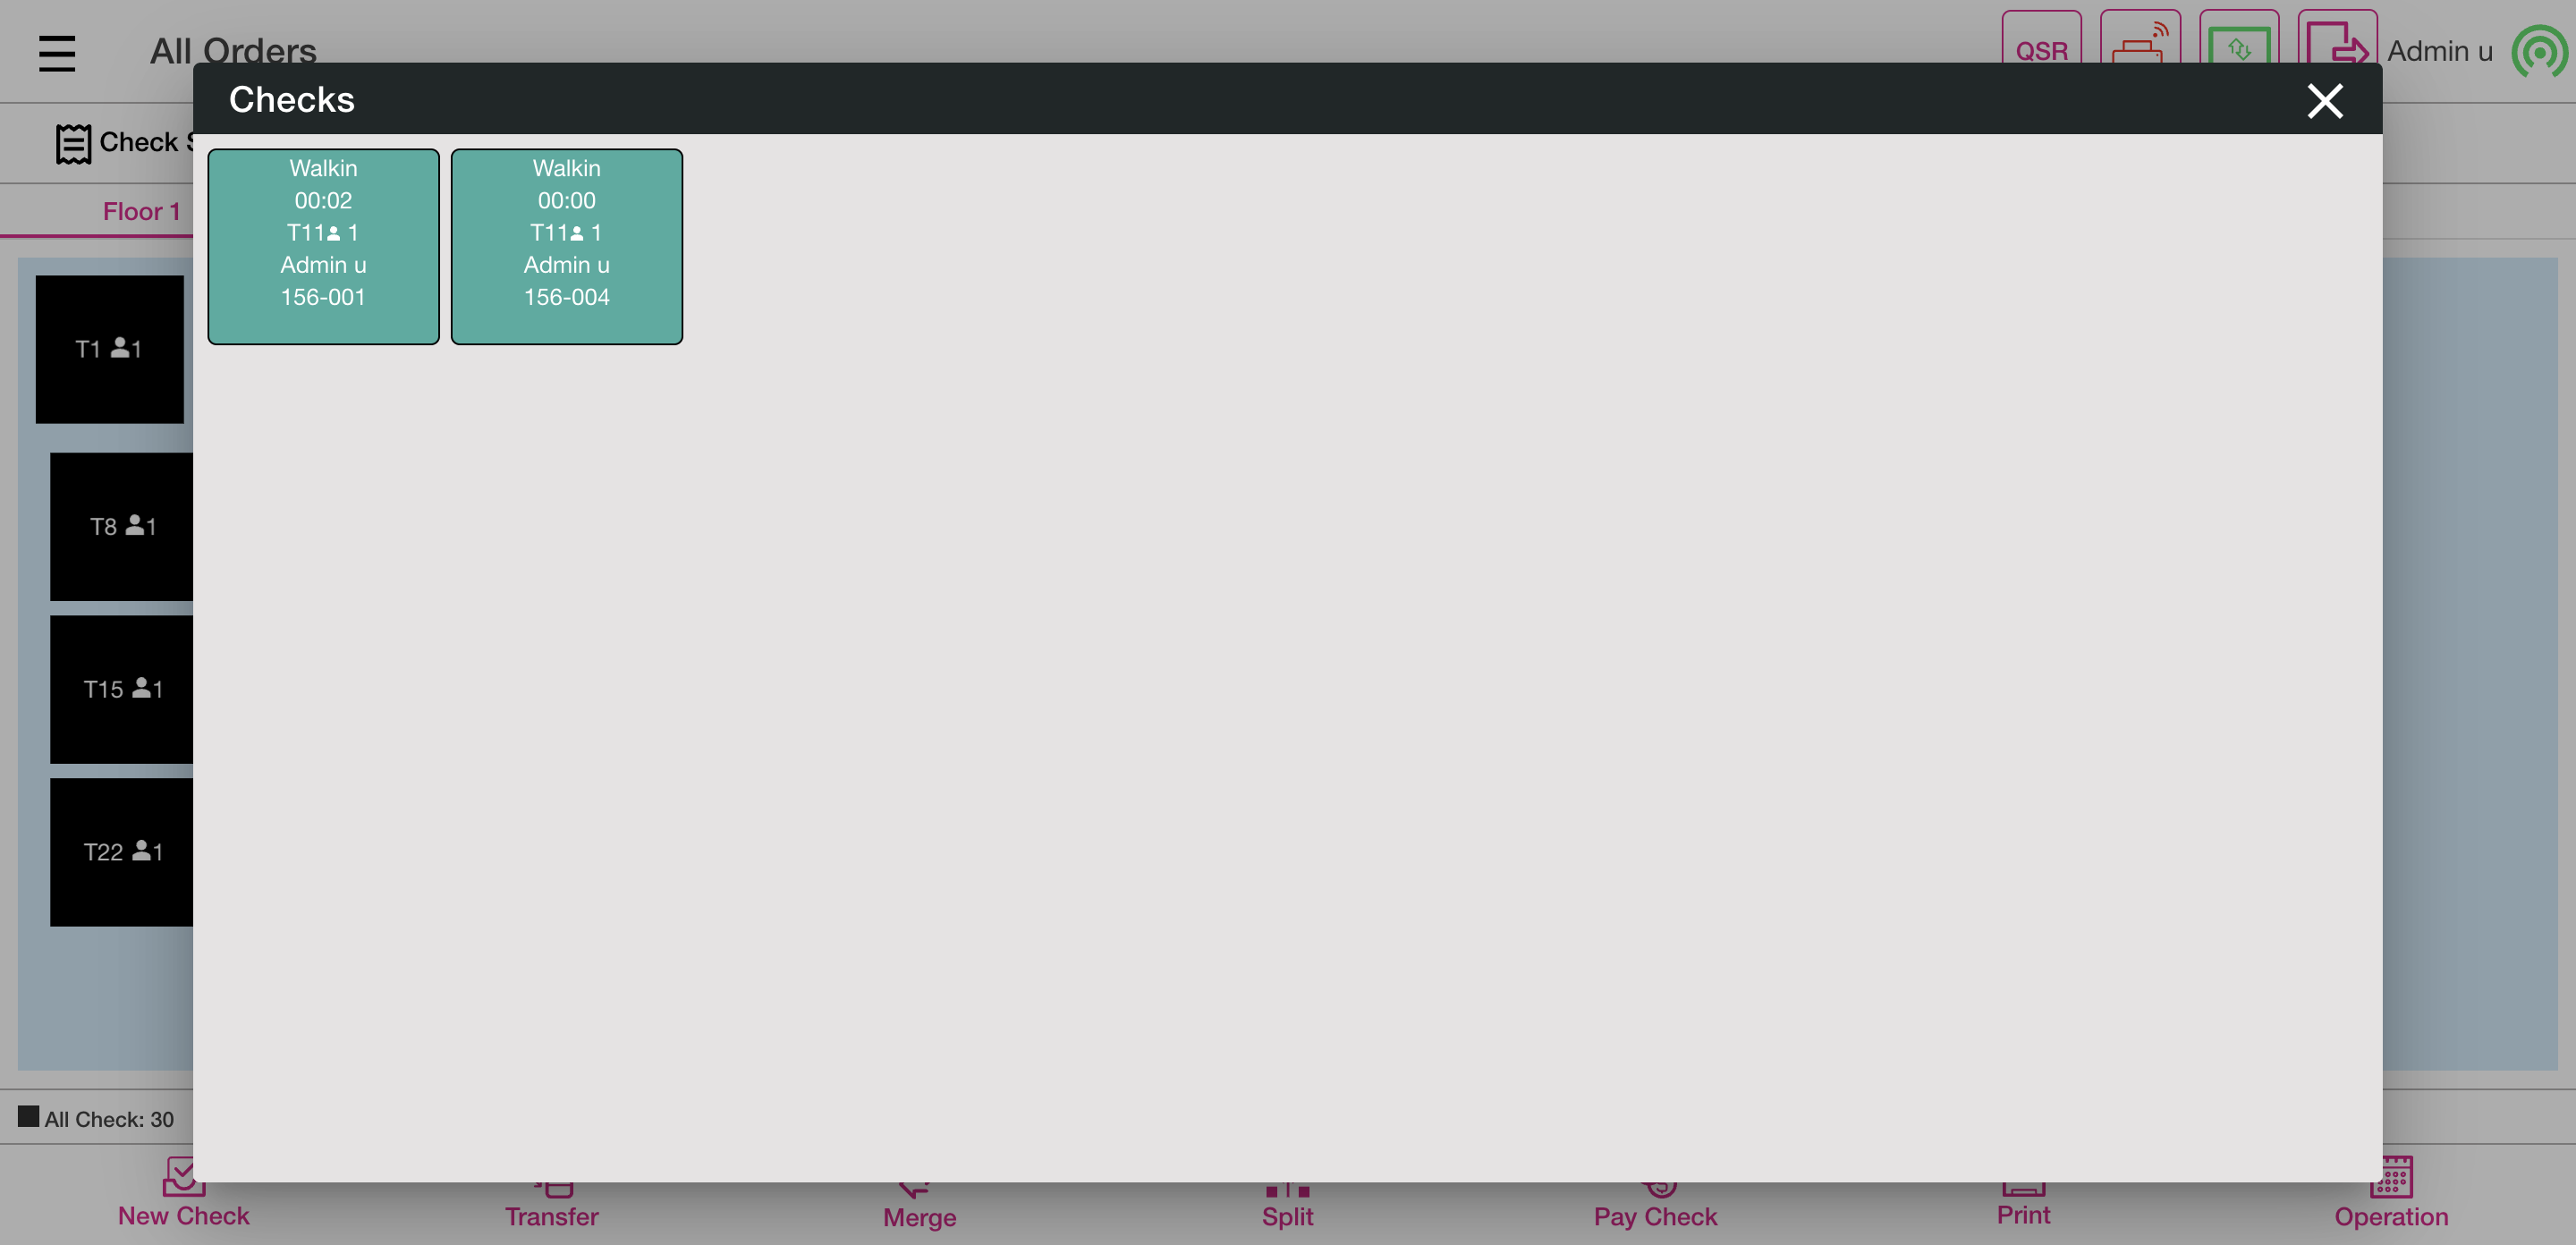 All Orders
QSR
Admin u
Checks
Check
Floor 1
Walkin
00:02
T11 1
Admin u
156-001
Walkin
00:00
T11 1
Admin u
156-004
T1 1
T8 1
T15 1
T22 1
All Check: 30
New Check
Transfer
Merge
Split
Pay Check
Print
Operation